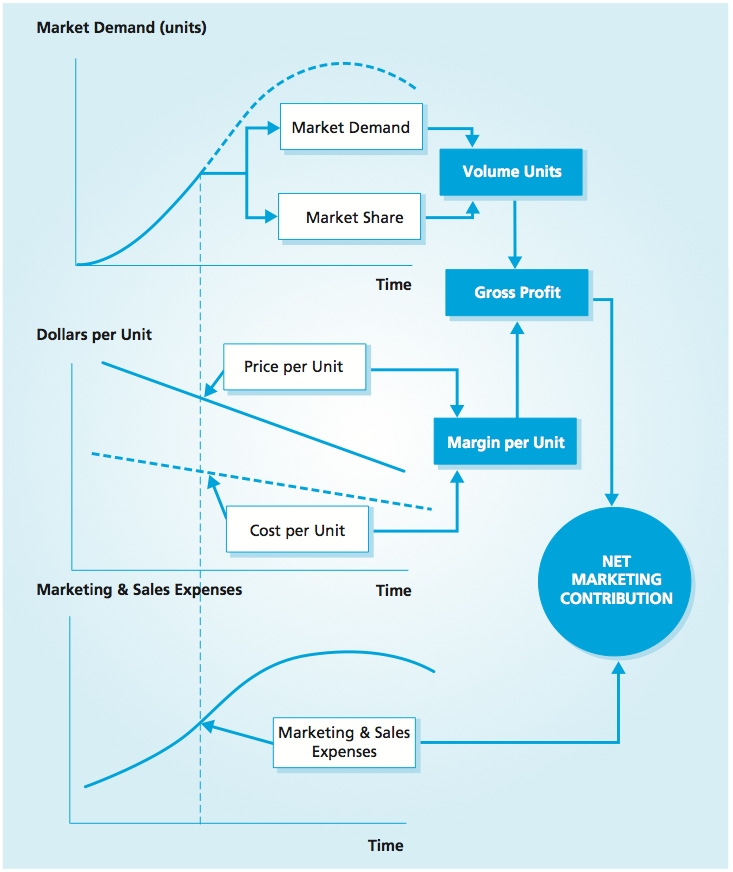 Market Demand (units)
Market Demand
Volume Units
Market Share
Time
Gross Profit
Dollars per Unit
Price per Unit
Margin per Unit
Cost per Unit
NET
MARKETING
CONTRIBUTION
Marketing & Sales Expenses
Time
Marketing & Sales
Expenses
Time